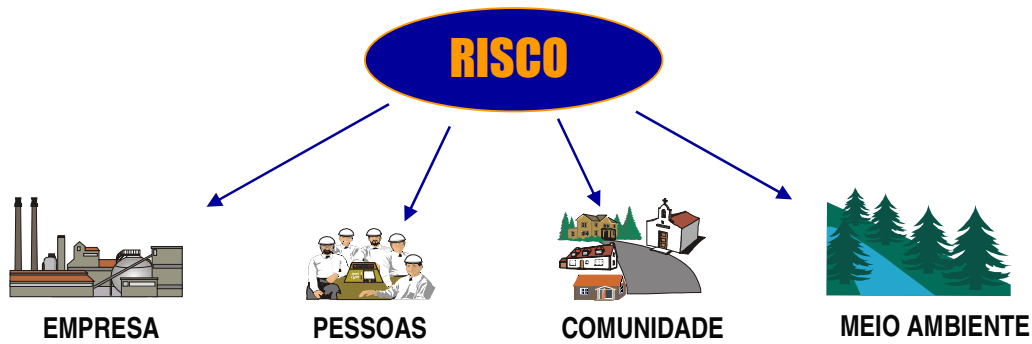 RISCO
EMPRESA
PESSOAS
COMUNIDADE
MEIO AMBIENTE